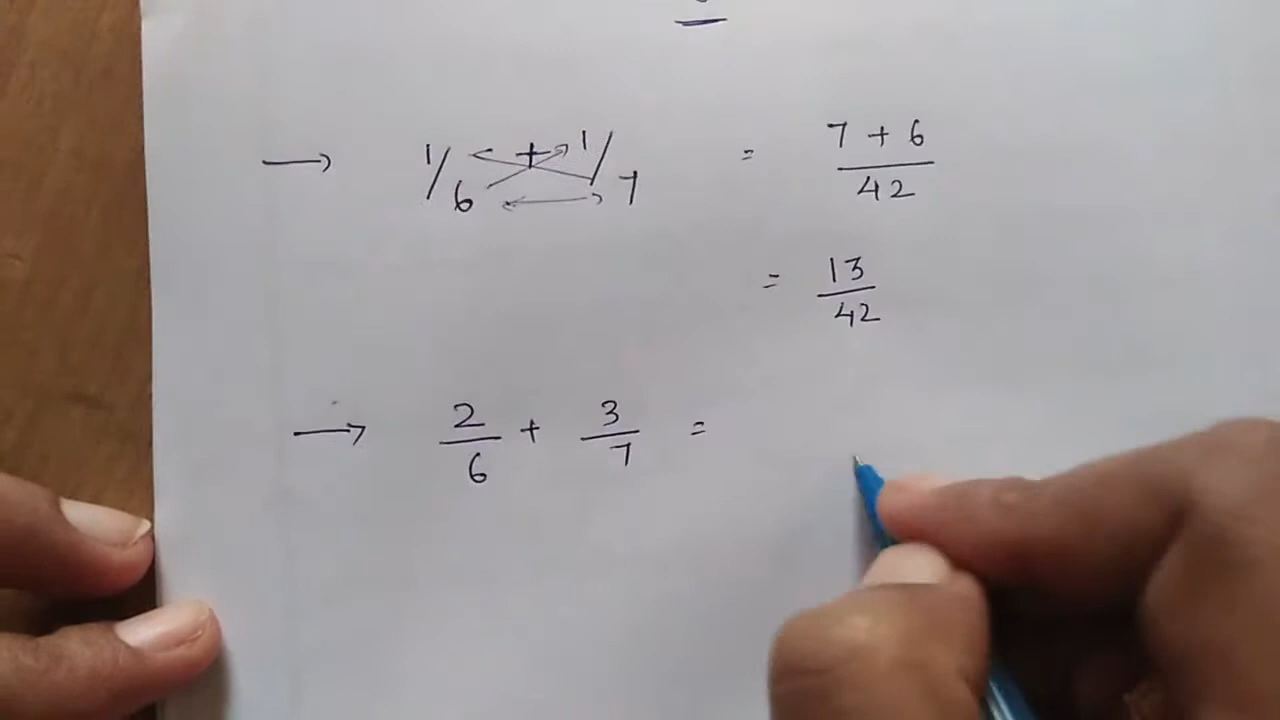 → 1/6 + 1/7 = 7 + 6 / 42
= 13/42
→ 2/6 + 3/7 =